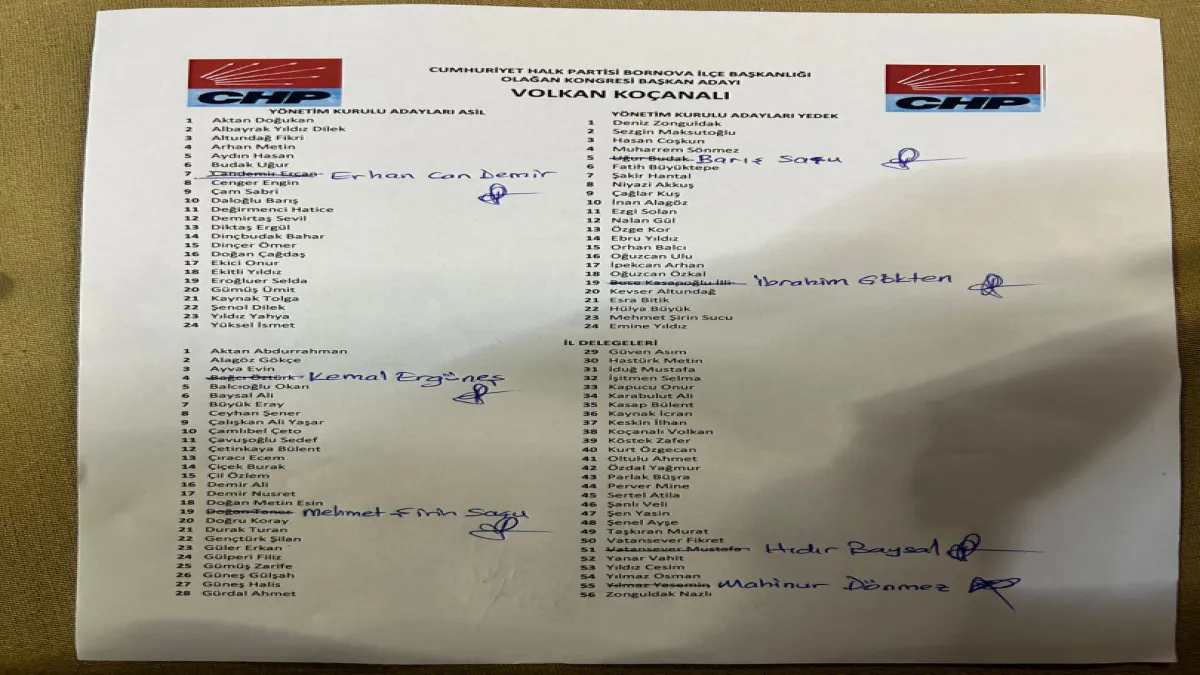 CHP
CUMHURİYET HALK PARTİSİ BORNOVA İLÇE BAŞKANLIĞI
OLAĞAN KONGRESİ BAŞKAN ADAYI
VOLKAN KOÇANALI
CHP
YÖNETİM KURULU ADAYLARI ASİL
1 Aktan Doğukan
2 Albayrak Yıldız Dilek
3 Altundağ Fikri
4 Arhan Metin
5 Aydın Hasan
6 Budak Uğur
7 Candemir Ercan Erhan Can Demir
8 Cenger Engin
9 Çam Sabri
10 Daloğlu Barış
11 Değirmenci Hatice
12 Demirtaş Sevil
13 Diktaş Ergül
14 Dinçbudak Bahar
15 Dinçer Ömer
16 Doğan Çağdaş
17 Ekici Onur
18 Ekitli Yıldız
19 Eroğluer Selda
20 Gümüş Ümit
21 Kaynak Tolga
22 Şenol Dilek
23 Yıldız Yahya
24 Yüksel İsmet
YÖNETİM KURULU ADAYLARI YEDEK
1 Deniz Zonguldak
2 Sezgin Maksutoğlu
3 Hasan Coşkun
4 Muharrem Sönmez
5 Uğur Budak Barış
6 Fatih Büyüktepe
7 Şakir Hantal
8 Niyazi Akkuş
9 Çağlar Kuş
10 İnan Alagöz
11 Ezgi Solan
12 Nalan Gül
13 Özge Kor
14 Ebru Yıldız
15 Orhan Balcı
16 Oğuzcan Ulu
17 İpekcan Arhan
18 Oğuzcan Özkal
19 Buse Kasapoğlu İbrahim Gökten
20 Kevser Altundağ
21 Esra Bitik
22 Hülya Büyük
23 Mehmet Şirin Sucu
24 Emine Yıldız
İL DELEGELERİ
1 Aktan Abdurrahman
2 Alagöz Gökçe
3 Ayva Evin
4 Öztürk Kemal Ergüneş
5 Balcıoğlu Okan
6 Baysal Ali
7 Büyük Eray
8 Ceyhan Şener
9 Çalışkan Ali Yaşar
10 Çamlıbel Çeto
11 Çavuşoğlu Sedef
12 Çetinkaya Bülent
13 Çıracı Ecem
14 Çiçek Burak
15 Çil Özlem
16 Demir Ali
17 Demir Nusret
18 Doğan Metin Esin
19 Doğan Taner Mehmet Şirin
20 Doğru Koray
21 Durak Turan
22 Gençtürk Şilan
23 Güler Erkan
24 Gülperi Filiz
25 Gümüş Zarife
26 Güneş Gülşah
27 Güneş Halis
28 Gürdal Ahmet
29 Güven Asım
30 Hastürk Metin
31 İduğ Mustafa
32 İşitmen Selma
33 Kapucu Onur
34 Karabulut Ali
35 Kasap Bülent
36 Kaynak İcran
37 Keskin İlhan
38 Koçanalı Volkan
39 Köstek Zafer
40 Kurt Özgecan
41 Oltulu Ahmet
42 Özdal Yağmur
43 Parlak Büşra
44 Perver Mine
45 Sertel Atila
46 Şanlı Veli
47 Şen Yasin
48 Şenel Ayşe
49 Taşkıran Murat
50 Vatansever Fikret
51 Vatansever Mustafa Hıdır Baysal
52 Yanar Vahit
53 Yıldız Cesim
54 Yılmaz Osman
55 Yılmaz Yasemin Mahinur Dönmez
56 Zonguldak Nazlı